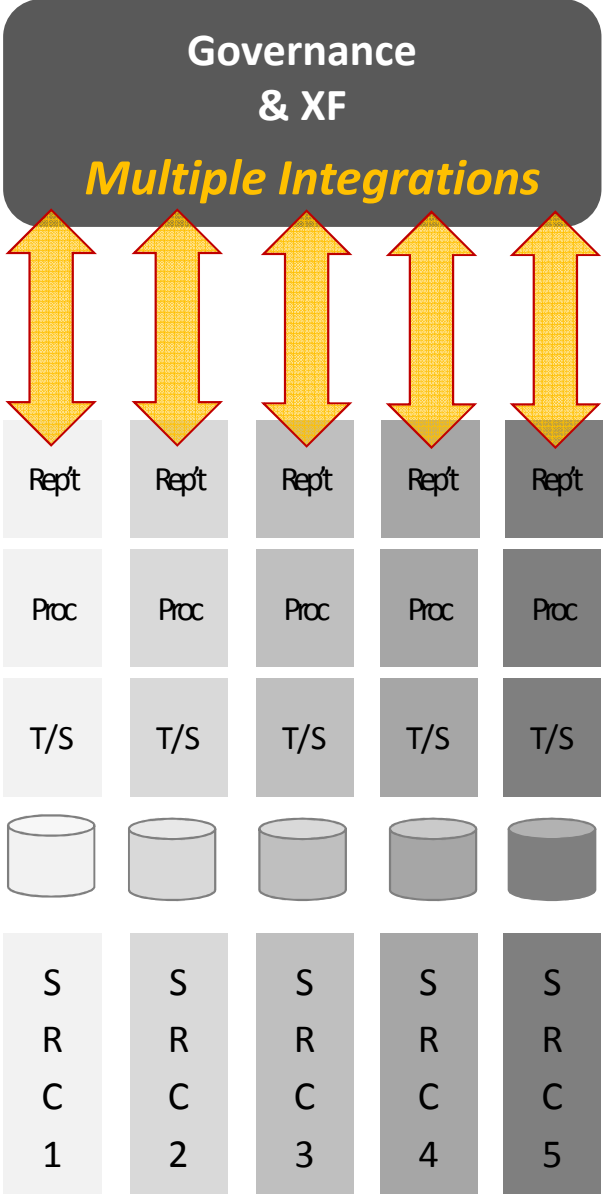 Governance
& XF
Multiple Integrations
Rep't Rep't Rep't Rep't Rep't
Proc Proc Proc Proc Proc
T/S T/S T/S T/S T/S
S S S S S
R R R R R
C C C C C
1 2 3 4 5